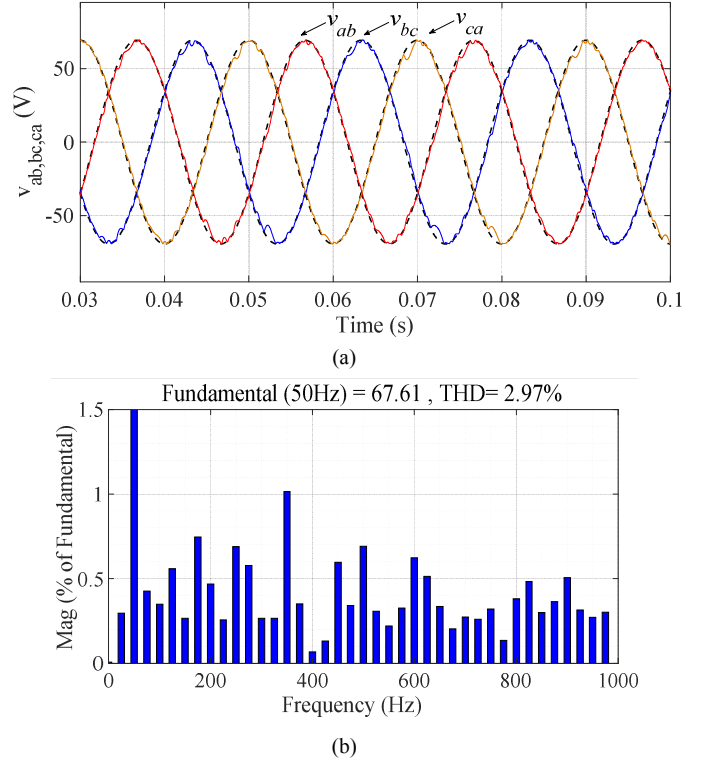 v_ab v_bc v_ca
v_ab,bc,ca (V)
50
0
-50
0.03 0.04 0.05 0.06 0.07 0.08 0.09 0.1
Time (s)
(a)
Fundamental (50Hz) = 67.61 , THD= 2.97%
Mag (% of Fundamental)
1.5
1
0.5
0
0 200 400 600 800 1000
Frequency (Hz)
(b)